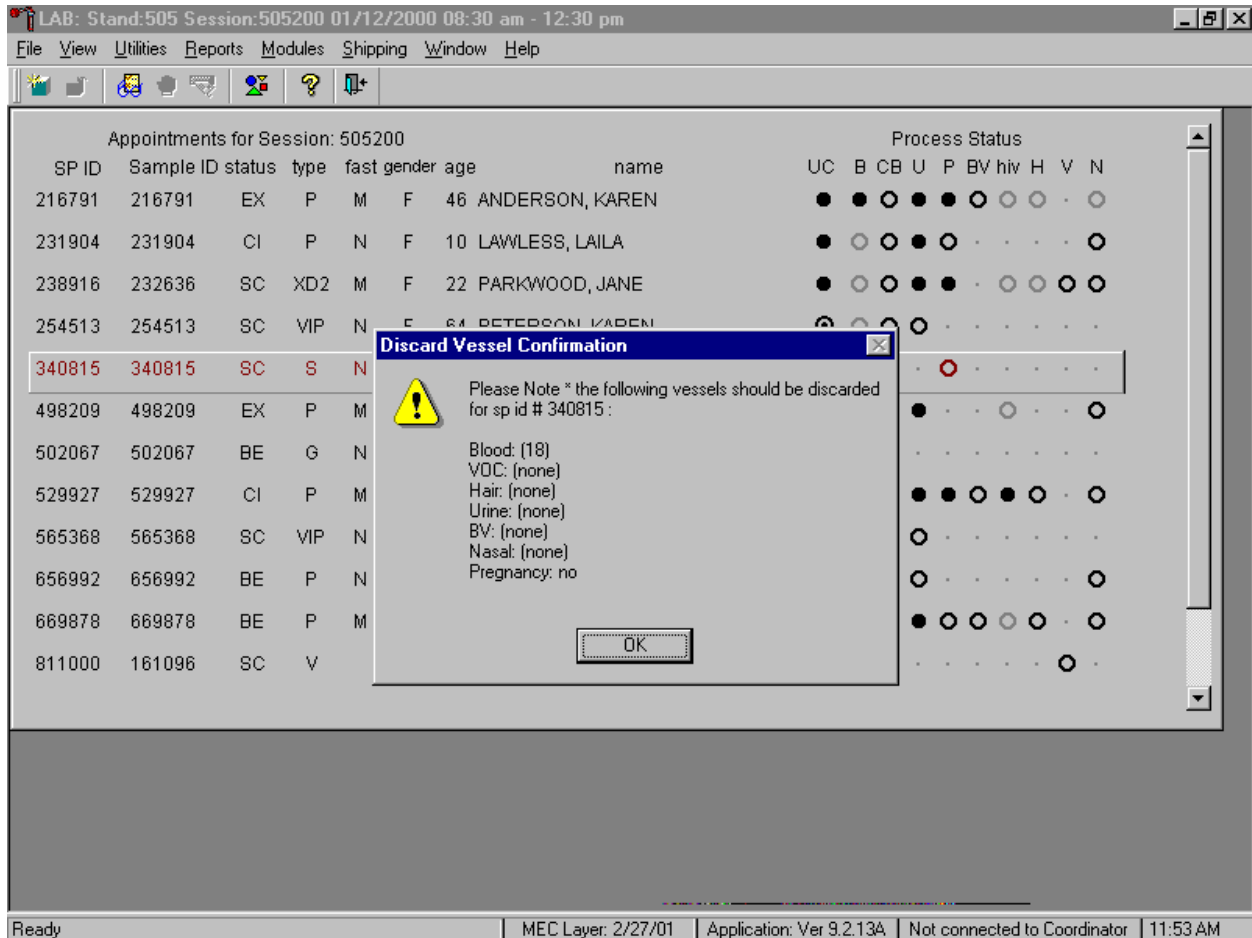 LAB: Stand:505 Session:505200 01/12/2000 08:30 am - 12:30 pm
File View Utilities Reports Modules Shipping Window Help
Appointments for Session: 505200 Process Status
SP ID Sample ID status type fast gender age name UC B CB U P BV hiv H V N
216791 216791 EX P M F 46 ANDERSON, KAREN
231904 231904 CI P N F 10 LAWLESS, LAILA
238916 232636 SC XD2 M F 22 PARKWOOD, JANE
254513 254513 SC VIP N F 64 PETERSON, KAREN
340815 340815 SC S N
498209 498209 EX P M
502067 502067 BE G N
529927 529927 CI P M
565368 565368 SC VIP N
656992 656992 BE P N
669878 669878 BE P M
811000 161096 SC V
Discard Vessel Confirmation
Please Note * the following vessels should be discarded
for sp id # 340815 :
Blood: (18)
VOC: (none)
Hair: (none)
Urine: (none)
BV: (none)
Nasal: (none)
Pregnancy: no
OK
Ready MEC Layer: 2/27/01 Application: Ver 9.2.13A Not connected to Coordinator 11:53 AM